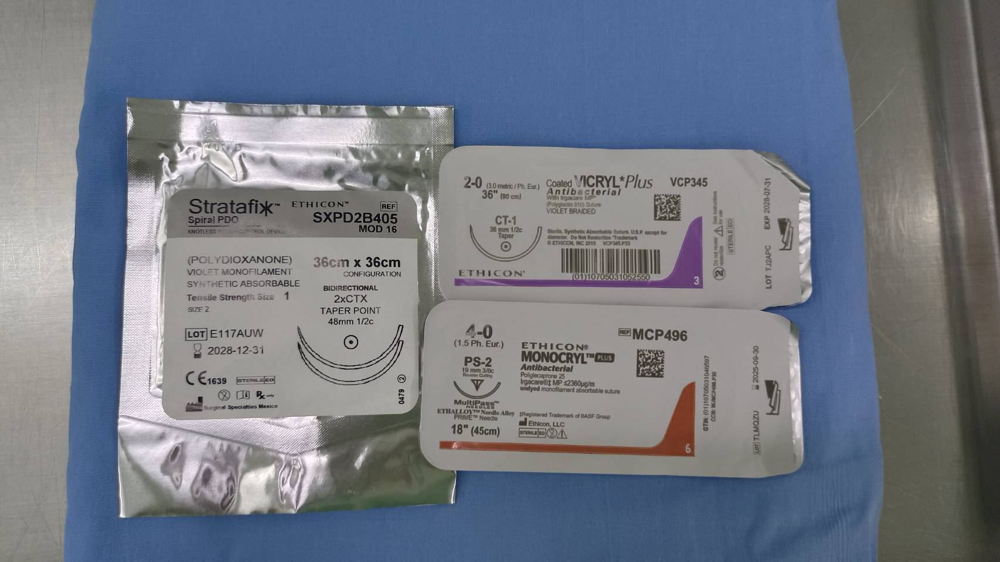 Stratafix™
Spiral PDO
KNOTLESS CONTROL DEVICE
ETHICON™
REF
SXPD2B405
MOD 16
(POLYDIOXANONE)
VIOLET MONOFILAMENT
SYNTHETIC ABSORBABLE
Tensile Strength Size 1
SIZE 2
36cm x 36cm
CONFIGURATION
BIDIRECTIONAL
2xCTX
TAPER POINT
48mm 1/2c
LOT E117AUW
2028-12-31
CE 1639 STERILE EO
2 i Rx only
Surgical Specialties Mexico
0479 2
2-0 (3.0 metric / Ph. Eur.)
36" (90 cm)
Coated VICRYL* Plus VCP345
Antibacterial
With Irgacare MP*
(Polyglactin 910) Suture
VIOLET BRAIDED
CT-1
36 mm 1/2c
Taper
Sterile, Synthetic Absorbable Suture. U.S.P. except for
diameter. Do Not Resterilize *Trademark
© ETHICON, INC 2015 VCP345.P33
ETHICON*
(01)10705031052550
3
2 Do not reuse/
resterilize
See instructions
for use
STERILE EO
LOT TJ2APC EXP 2028-07-31
4-0
(1.5 Ph. Eur.)
PS-2
19 mm 3/8c
Reverse Cutting
MultiPass™
NEEDLES
ETHALLOY™ Needle Alloy
PRIME™ Needle
18" (45cm)
REF MCP496
ETHICON®
MONOCRYL™ PLUS
Antibacterial
Poliglecaprone 25
Irgacare®‡ MP ≤2360µg/m
undyed monofilament absorbable suture
‡Registered Trademark of BASF Group
Ethicon, LLC
STERILE EO 2
6
GTIN: (01)10705031046597
CCN: WJMCP496.P30
LOT TLMQZU 2025-09-30